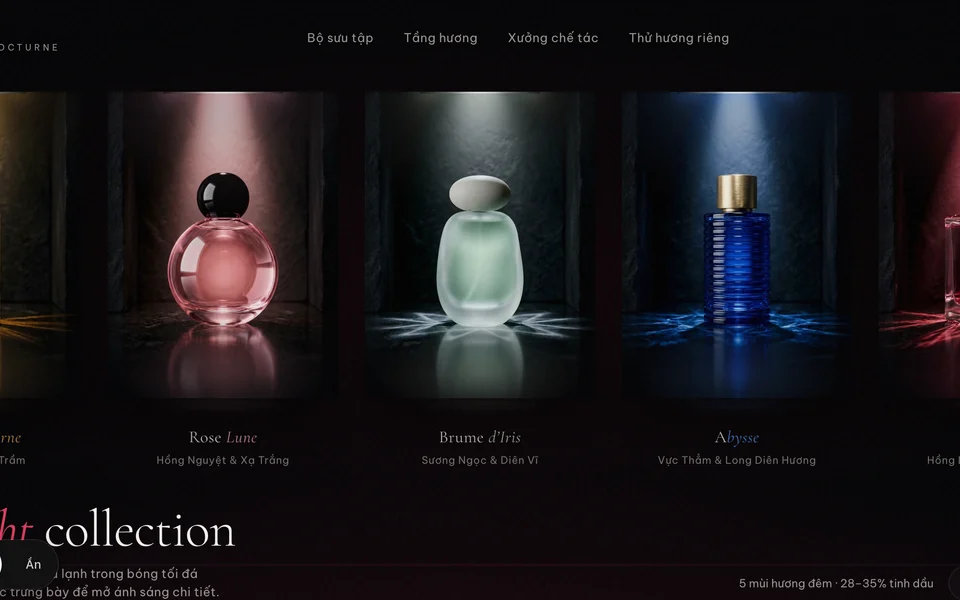 OCTURNE
Bộ sưu tập Tầng hương Xưởng chế tác Thử hương riêng
rne Rose Lune Brume d’Iris Abysse
Trầm Hồng Nguyệt & Xạ Trắng Sương Ngọc & Diên Vĩ Vực Thẳm & Long Diên Hương Hồng
ht collection
Ẩn lạnh trong bóng tối đá
c trưng bày để mở ánh sáng chi tiết.
5 mùi hương đêm · 28–35% tinh dầu